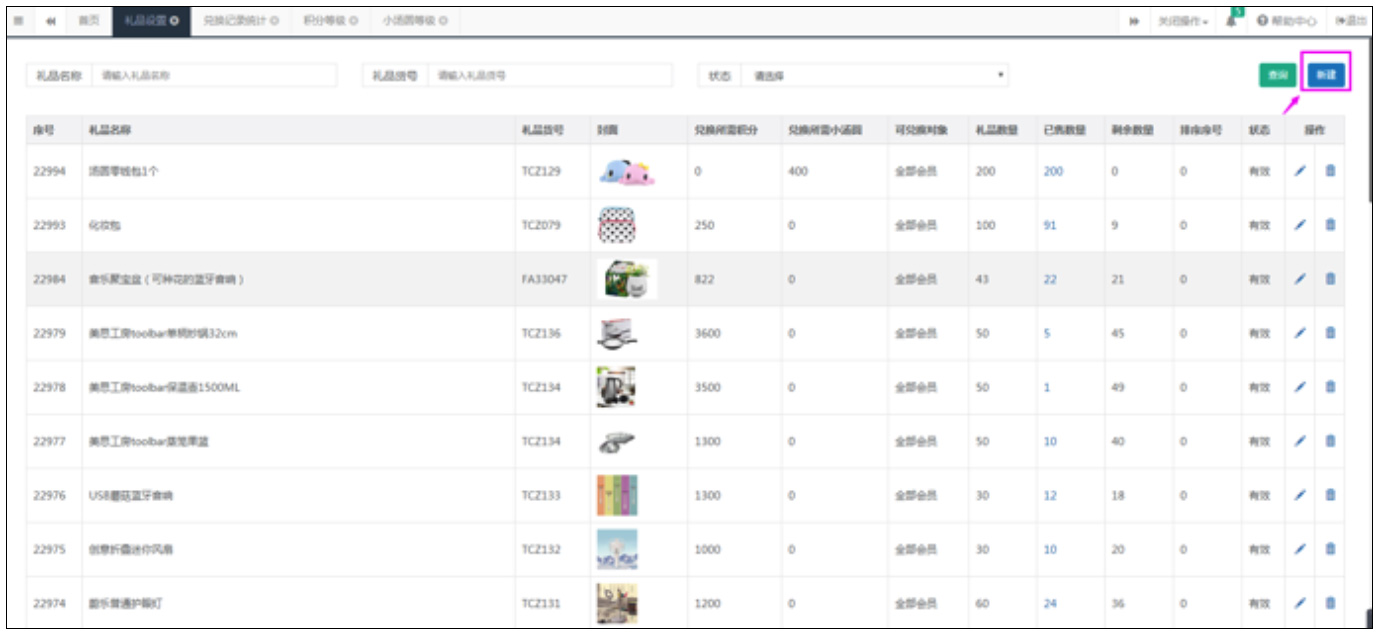 首页 礼品设置 兑换记录统计 积分等级 小汤圆等级 关闭操作 5 帮助中心 退出
礼品名称 请输入礼品名称 礼品货号 请输入礼品货号 状态 请选择 查询 新建
序号 礼品名称 礼品货号 封面 兑换所需积分 兑换所需小汤圆 可兑换对象 礼品数量 已售数量 剩余数量 排序序号 状态 操作
22994 汤圆零钱包1个 TCZ129 0 400 全部会员 200 200 0 0 有效
22993 化妆包 TCZ079 250 0 全部会员 100 91 9 0 有效
22984 音乐聚宝盆(可种花的蓝牙音响) FA33047 822 0 全部会员 43 22 21 0 有效
22979 美思工房toolbar单柄炒锅32cm TCZ136 3600 0 全部会员 50 5 45 0 有效
22978 美思工房toolbar保温壶1500ML TCZ134 3500 0 全部会员 50 1 49 0 有效
22977 美思工房toolbar蒸笼果篮 TCZ134 1300 0 全部会员 50 10 40 0 有效
22976 USB蘑菇蓝牙音响 TCZ133 1300 0 全部会员 30 12 18 0 有效
22975 创意折叠迷你风扇 TCZ132 1000 0 全部会员 30 10 20 0 有效
22974 TCZ131 1200 0 全部会员 60 24 36 0 有效